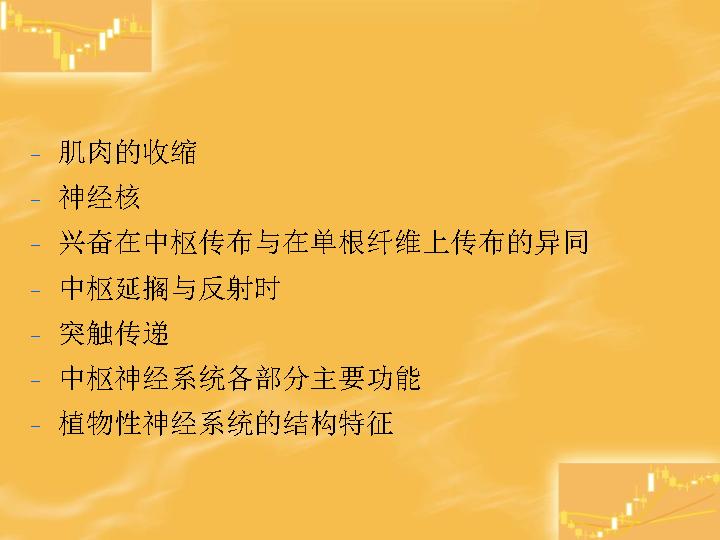 - 肌肉的收缩
- 神经核
- 兴奋在中枢传布与在单根纤维上传布的异同
- 中枢延搁与反射时
- 突触传递
- 中枢神经系统各部分主要功能
- 植物性神经系统的结构特征